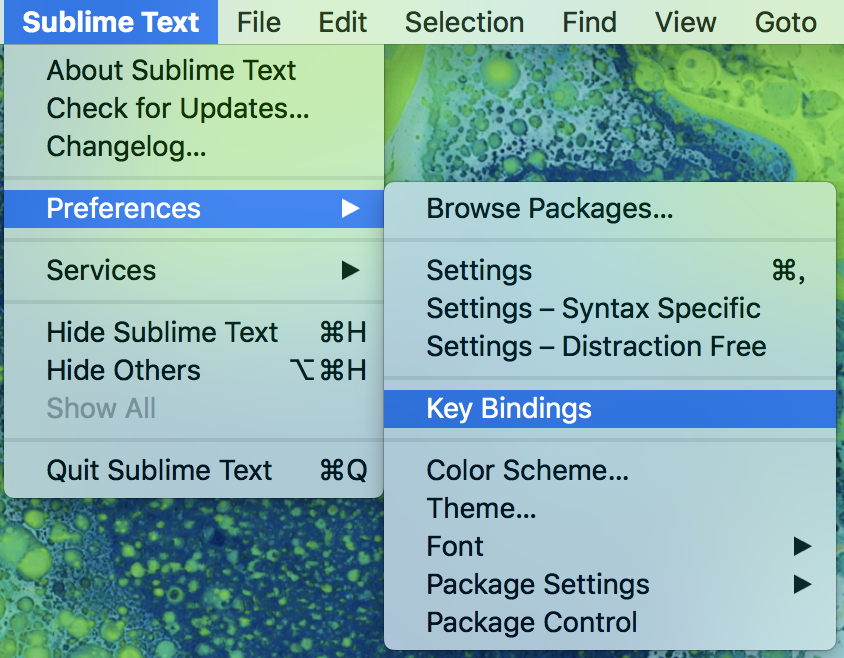 Sublime Text File Edit Selection Find View Goto
About Sublime Text
Check for Updates...
Changelog...
Preferences ▶
Services ▶
Hide Sublime Text ⌘H
Hide Others ⌥⌘H
Show All
Quit Sublime Text ⌘Q
Browse Packages...
Settings ⌘,
Settings – Syntax Specific
Settings – Distraction Free
Key Bindings
Color Scheme...
Theme...
Font ▶
Package Settings ▶
Package Control